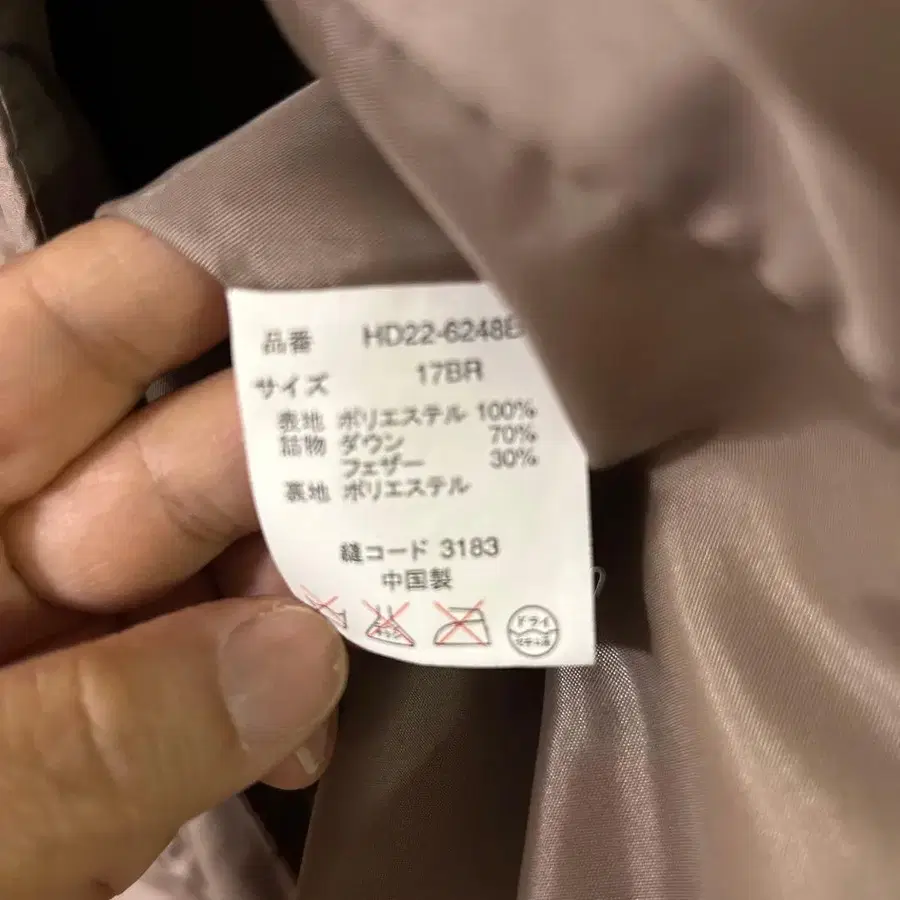 品番 HD22-6248E
サイズ 17BR
表地 ポリエステル 100%
詰物 ダウン 70%
フェザー 30%
裏地 ポリエステル
縫コード 3183
中国製
ドライ